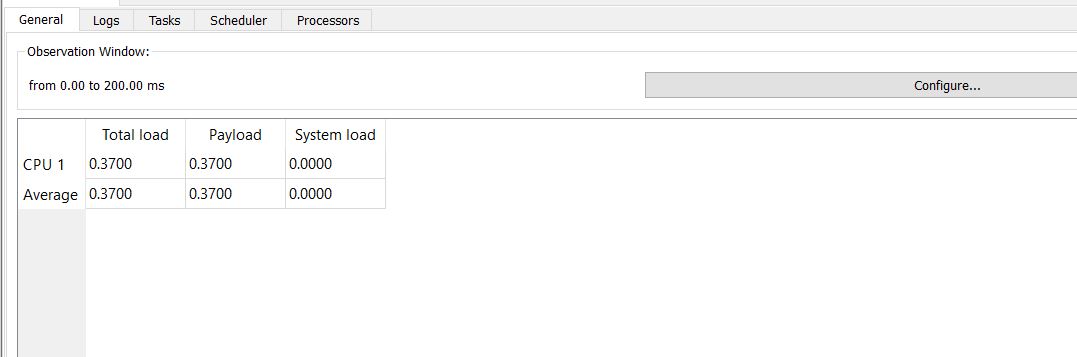 General Logs Tasks Scheduler Processors
Observation Window:
from 0.00 to 200.00 ms Configure...
Total load Payload System load
CPU 1 0.3700 0.3700 0.0000
Average 0.3700 0.3700 0.0000